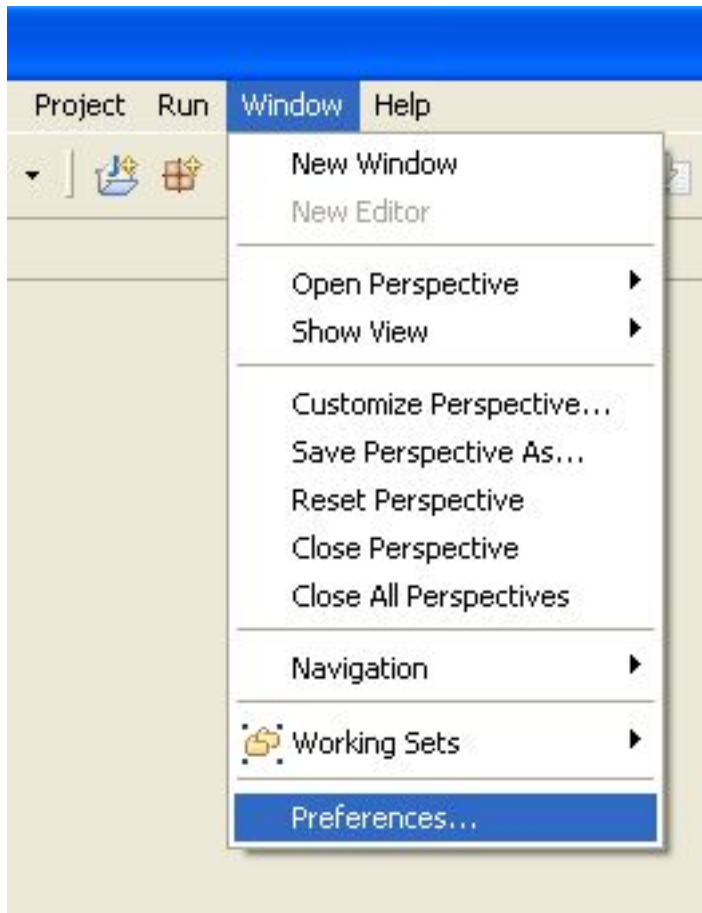 Project Run Window Help
New Window
New Editor
Open Perspective
Show View
Customize Perspective...
Save Perspective As...
Reset Perspective
Close Perspective
Close All Perspectives
Navigation
Working Sets
Preferences...